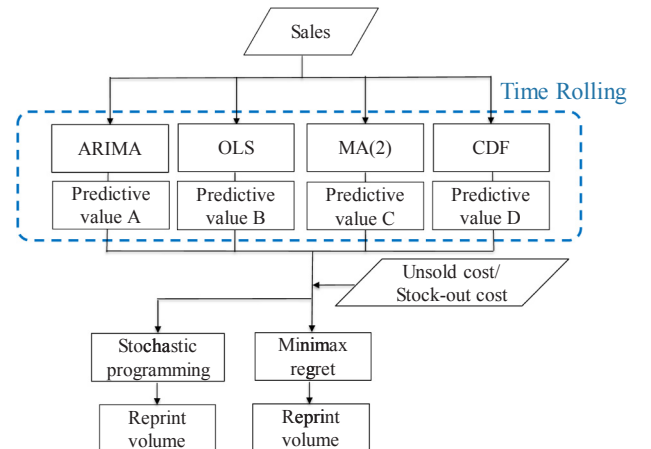 Sales
Time Rolling
ARIMA
OLS
MA(2)
CDF
Predictive
value A
Predictive
value B
Predictive
value C
Predictive
value D
Unsold cost/
Stock-out cost
Stochastic
programming
Minimax
regret
Reprint
volume
Reprint
volume